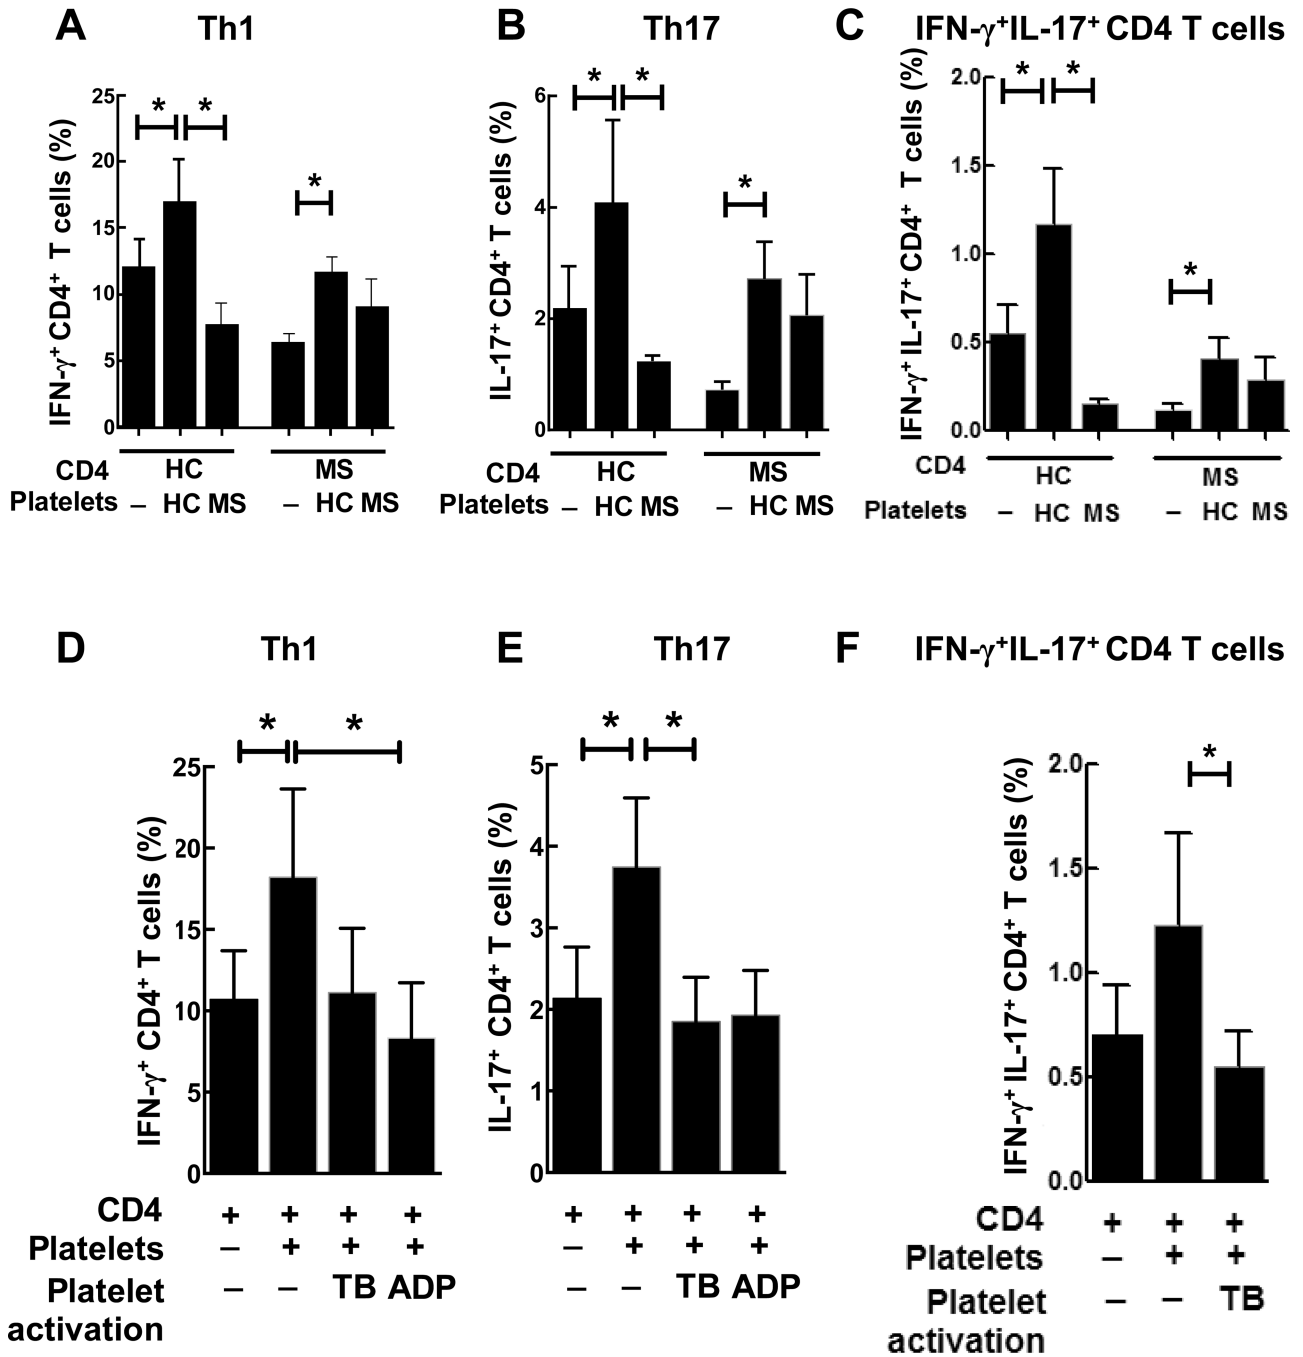 A Th1
IFN-γ⁺ CD4⁺ T cells (%)
25
20
15
10
5
0
* *
*
CD4 HC MS
Platelets – HC MS – HC MS
B Th17
IL-17⁺ CD4⁺ T cells (%)
6
4
2
0
* *
*
CD4 HC MS
Platelets – HC MS – HC MS
C IFN-γ⁺IL-17⁺ CD4 T cells
IFN-γ⁺ IL-17⁺ CD4⁺ T cells (%)
2.0
1.5
1.0
0.5
0.0
* *
*
CD4 HC MS
Platelets – HC MS – HC MS
D Th1
IFN-γ⁺ CD4⁺ T cells (%)
25
20
15
10
5
0
* *
CD4 + + + +
Platelets – + + +
Platelet – – TB ADP
activation
E Th17
IL-17⁺ CD4⁺ T cells (%)
5
4
3
2
1
0
* *
+ + + +
– + + +
– – TB ADP
F IFN-γ⁺IL-17⁺ CD4 T cells
IFN-γ⁺ IL-17⁺ CD4⁺ T cells (%)
2.0
1.5
1.0
0.5
0.0
*
CD4 + + +
Platelets – + +
Platelet – – TB
activation